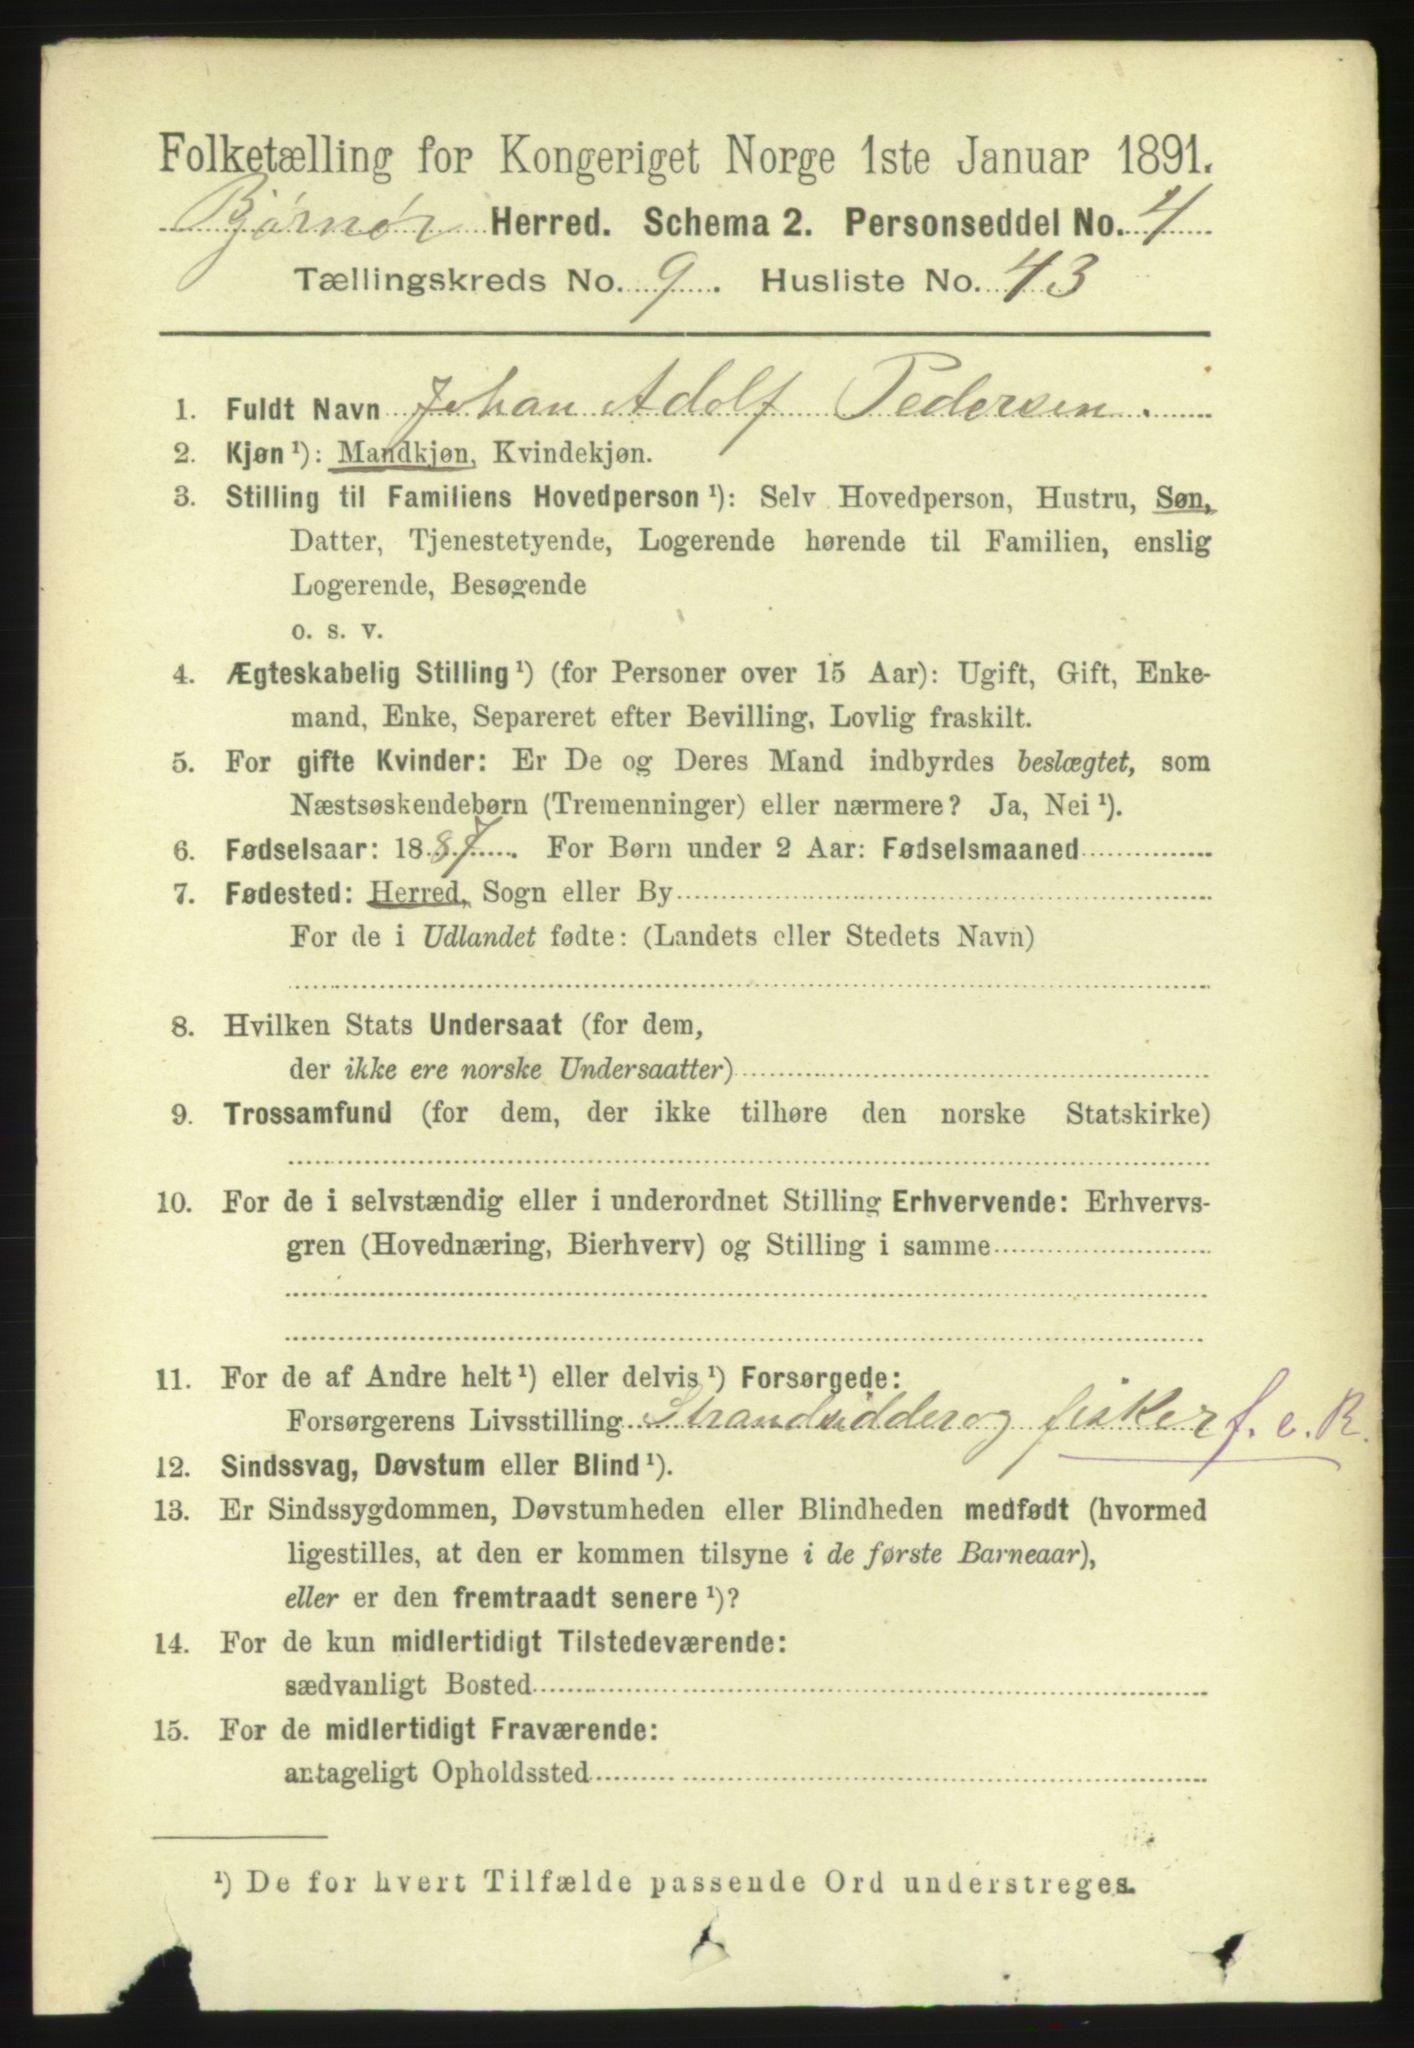 Folketælling for Kongeriget Norge 1ste Januar 1891.
Bjørnør Herred. Schema 2. Personseddel No. 4
Tællingskreds No. 9. Husliste No. 43
1. Fuldt Navn Johan Adolf Pedersen.
2. Kjøn ¹): Mandkjøn, Kvindekjøn.
3. Stilling til Familiens Hovedperson ¹): Selv Hovedperson, Hustru, Søn,
Datter, Tjenestetyende, Logerende hørende til Familien, enslig
Logerende, Besøgende
o. s. v.
4. Ægteskabelig Stilling ¹) (for Personer over 15 Aar): Ugift, Gift, Enke-
mand, Enke, Separeret efter Bevilling, Lovlig fraskilt.
5. For gifte Kvinder: Er De og Deres Mand indbyrdes beslægtet, som
Næstsøskendebørn (Tremenninger) eller nærmere? Ja, Nei ¹).
6. Fødselsaar: 1887. For Børn under 2 Aar: Fødselsmaaned
7. Fødested: Herred, Sogn eller By
For de i Udlandet fødte: (Landets eller Stedets Navn)
8. Hvilken Stats Undersaat (for dem,
der ikke ere norske Undersaatter)
9. Trossamfund (for dem, der ikke tilhøre den norske Statskirke)
10. For de i selvstændig eller i underordnet Stilling Erhvervende: Erhvervs-
gren (Hovednæring, Bierhverv) og Stilling i samme
11. For de af Andre helt ¹) eller delvis ¹) Forsørgede:
Forsørgerens Livsstilling Strandsidder og fisker f. e. R.
12. Sindssvag, Døvstum eller Blind ¹).
13. Er Sindssygdommen, Døvstumheden eller Blindheden medfødt (hvormed
ligestilles, at den er kommen tilsyne i de første Barneaar),
eller er den fremtraadt senere ¹)?
14. For de kun midlertidigt Tilstedeværende:
sædvanligt Bosted
15. For de midlertidigt Fraværende:
antageligt Opholdssted
¹) De for hvert Tilfælde passende Ord understreges.